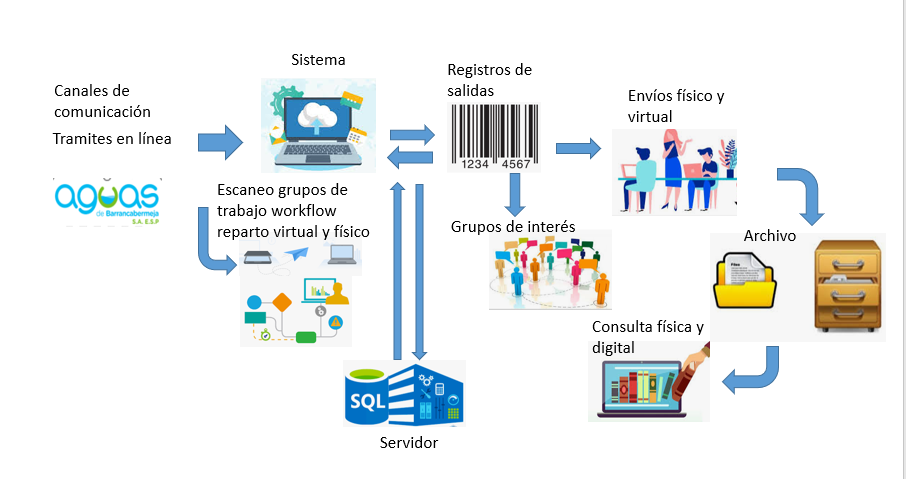 Canales de
comunicación
Tramites en línea
aguas
de Barrancabermeja
S.A. E.S.P
Sistema
Escaneo grupos de
trabajo workflow
reparto virtual y físico
Registros de
salidas
1234 4567
Grupos de interés
Envíos físico y
virtual
Archivo
Files
Consulta física y
digital
SQL
Servidor